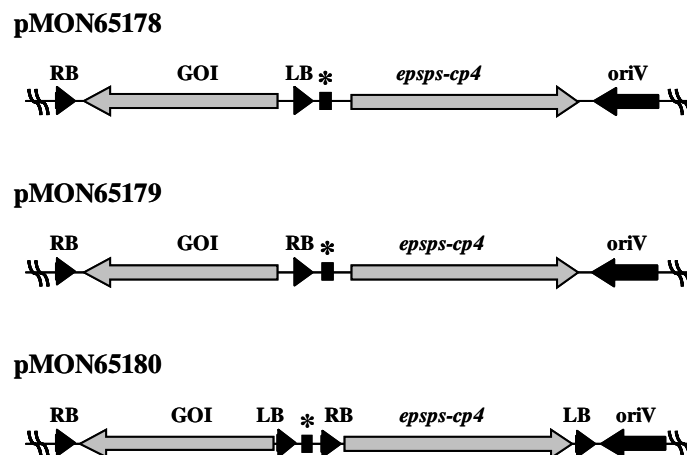 pMON65178
RB GOI LB * epsps-cp4 oriV
pMON65179
RB GOI RB * epsps-cp4 oriV
pMON65180
RB GOI LB * RB epsps-cp4 LB oriV